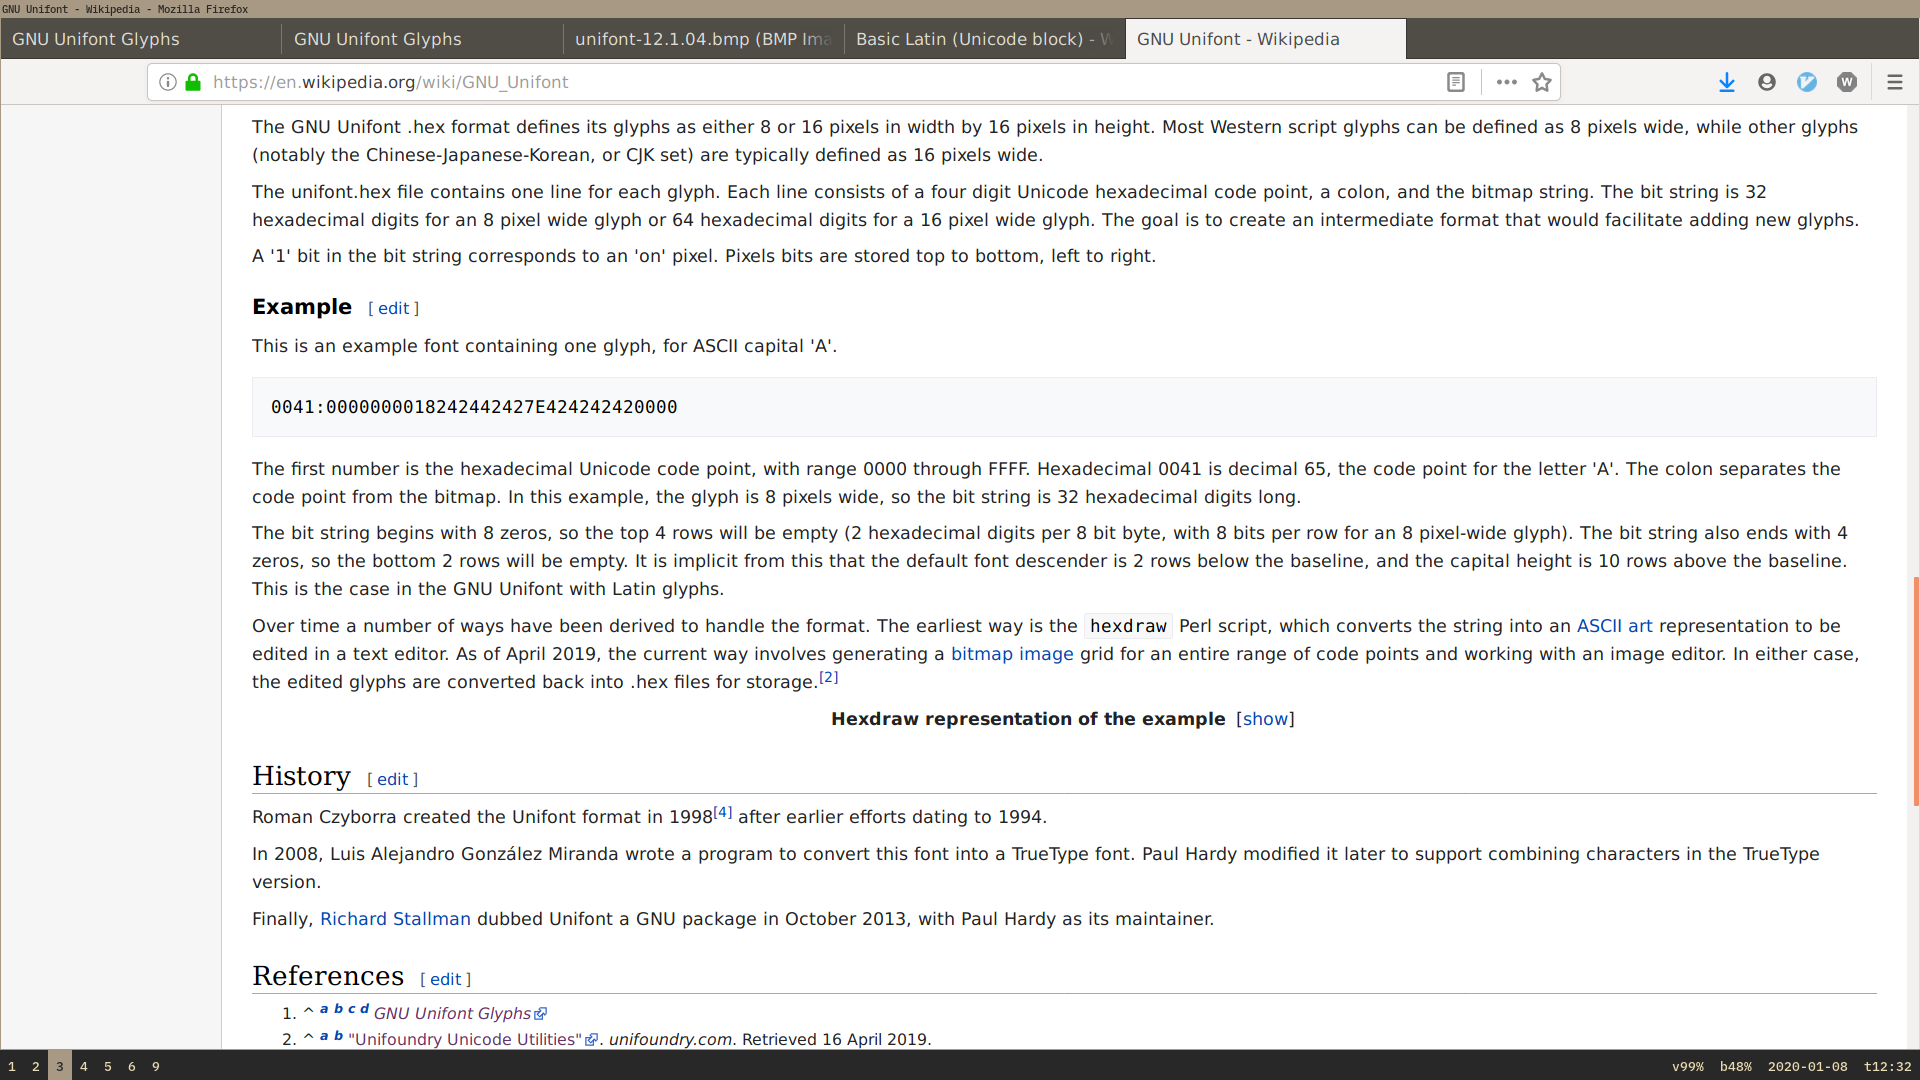 GNU Unifont - Wikipedia - Mozilla Firefox
GNU Unifont Glyphs
GNU Unifont Glyphs
unifont-12.1.04.bmp (BMP Ima
Basic Latin (Unicode block) - W
GNU Unifont - Wikipedia
https://en.wikipedia.org/wiki/GNU_Unifont
W
The GNU Unifont .hex format defines its glyphs as either 8 or 16 pixels in width by 16 pixels in height. Most Western script glyphs can be defined as 8 pixels wide, while other glyphs
(notably the Chinese-Japanese-Korean, or CJK set) are typically defined as 16 pixels wide.
The unifont.hex file contains one line for each glyph. Each line consists of a four digit Unicode hexadecimal code point, a colon, and the bitmap string. The bit string is 32
hexadecimal digits for an 8 pixel wide glyph or 64 hexadecimal digits for a 16 pixel wide glyph. The goal is to create an intermediate format that would facilitate adding new glyphs.
A '1' bit in the bit string corresponds to an 'on' pixel. Pixels bits are stored top to bottom, left to right.
Example [ edit ]
This is an example font containing one glyph, for ASCII capital 'A'.
0041:0000000018242442427E424242420000
The first number is the hexadecimal Unicode code point, with range 0000 through FFFF. Hexadecimal 0041 is decimal 65, the code point for the letter 'A'. The colon separates the
code point from the bitmap. In this example, the glyph is 8 pixels wide, so the bit string is 32 hexadecimal digits long.
The bit string begins with 8 zeros, so the top 4 rows will be empty (2 hexadecimal digits per 8 bit byte, with 8 bits per row for an 8 pixel-wide glyph). The bit string also ends with 4
zeros, so the bottom 2 rows will be empty. It is implicit from this that the default font descender is 2 rows below the baseline, and the capital height is 10 rows above the baseline.
This is the case in the GNU Unifont with Latin glyphs.
Over time a number of ways have been derived to handle the format. The earliest way is the hexdraw Perl script, which converts the string into an ASCII art representation to be
edited in a text editor. As of April 2019, the current way involves generating a bitmap image grid for an entire range of code points and working with an image editor. In either case,
the edited glyphs are converted back into .hex files for storage.[2]
Hexdraw representation of the example [show]
History [ edit ]
Roman Czyborra created the Unifont format in 1998[4] after earlier efforts dating to 1994.
In 2008, Luis Alejandro González Miranda wrote a program to convert this font into a TrueType font. Paul Hardy modified it later to support combining characters in the TrueType
version.
Finally, Richard Stallman dubbed Unifont a GNU package in October 2013, with Paul Hardy as its maintainer.
References [ edit ]
1. ^ a b c d GNU Unifont Glyphs
2. ^ a b "Unifoundry Unicode Utilities". unifoundry.com. Retrieved 16 April 2019.
1 2 3 4 5 6 9
v99% b48% 2020-01-08 t12:32